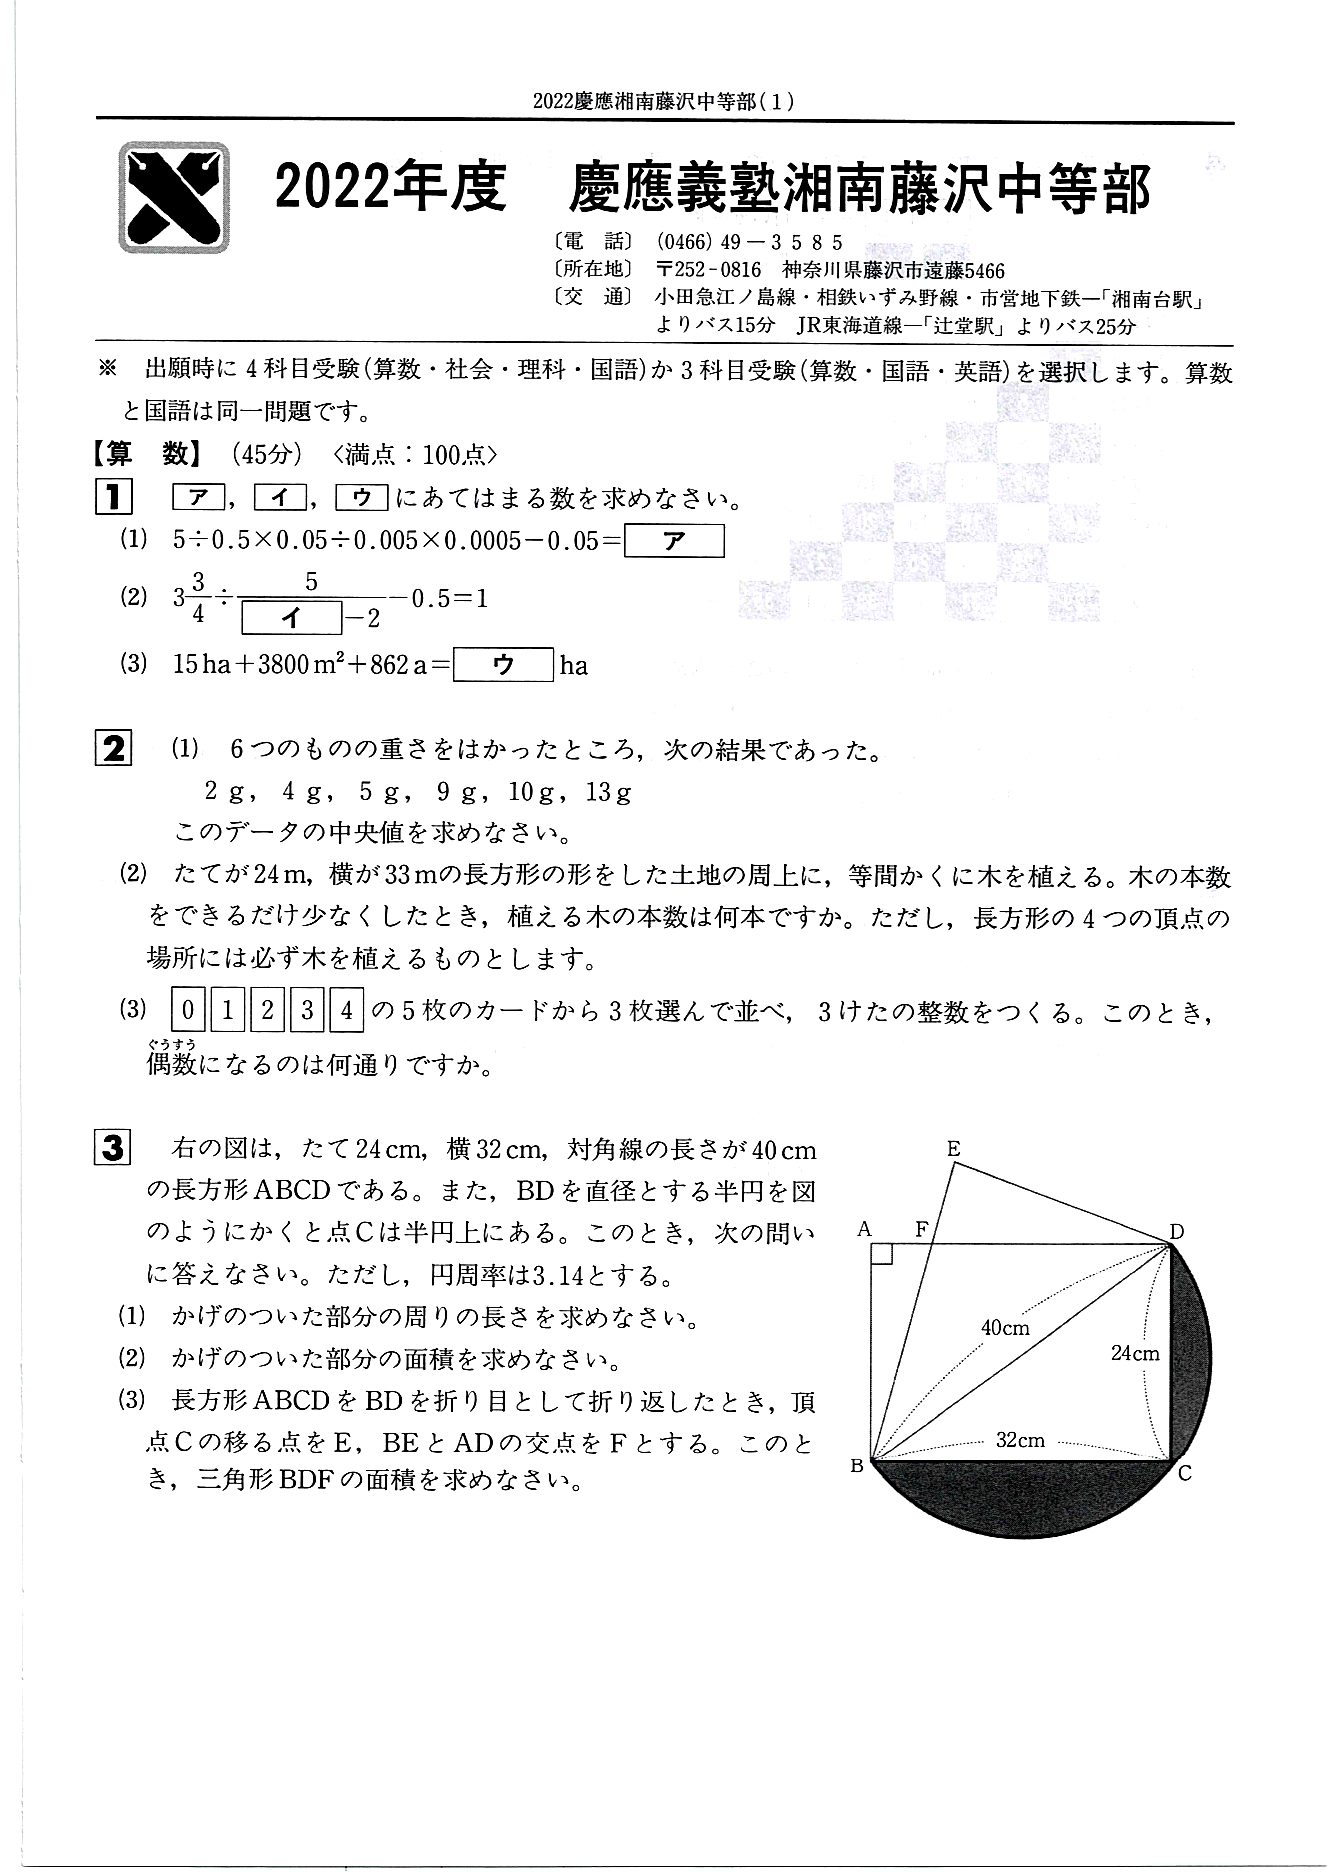 2022慶應湘南藤沢中等部(1)
2022年度 慶應義塾湘南藤沢中等部
〔電 話〕 (0466) 49－3585
〔所在地〕 〒252-0816 神奈川県藤沢市遠藤5466
〔交 通〕 小田急江ノ島線・相鉄いずみ野線・市営地下鉄―「湘南台駅」
よりバス15分 JR東海道線―「辻堂駅」よりバス25分
※ 出願時に4科目受験(算数・社会・理科・国語)か3科目受験(算数・国語・英語)を選択します。算数
と国語は同一問題です。
【算 数】 (45分) 〈満点：100点〉
1 ア，イ，ウにあてはまる数を求めなさい。
(1) 5÷0.5×0.05÷0.005×0.0005－0.05＝ア
(2) 3 3/4 ÷ 5/(イ－2) －0.5＝1
(3) 15ha＋3800m²＋862a＝ウha
2 (1) 6つのものの重さをはかったところ，次の結果であった。
2g，4g，5g，9g，10g，13g
このデータの中央値を求めなさい。
(2) たてが24m，横が33mの長方形の形をした土地の周上に，等間かくに木を植える。木の本数
をできるだけ少なくしたとき，植える木の本数は何本ですか。ただし，長方形の4つの頂点の
場所には必ず木を植えるものとします。
(3) 0 1 2 3 4 の5枚のカードから3枚選んで並べ，3けたの整数をつくる。このとき，
ぐうすう
偶数になるのは何通りですか。
3 右の図は，たて24cm，横32cm，対角線の長さが40cm
の長方形ABCDである。また，BDを直径とする半円を図
のようにかくと点Cは半円上にある。このとき，次の問い
に答えなさい。ただし，円周率は3.14とする。
(1) かげのついた部分の周りの長さを求めなさい。
(2) かげのついた部分の面積を求めなさい。
(3) 長方形ABCDをBDを折り目として折り返したとき，頂
点Cの移る点をE，BEとADの交点をFとする。このと
き，三角形BDFの面積を求めなさい。
E
A F D
40cm
24cm
32cm
B C